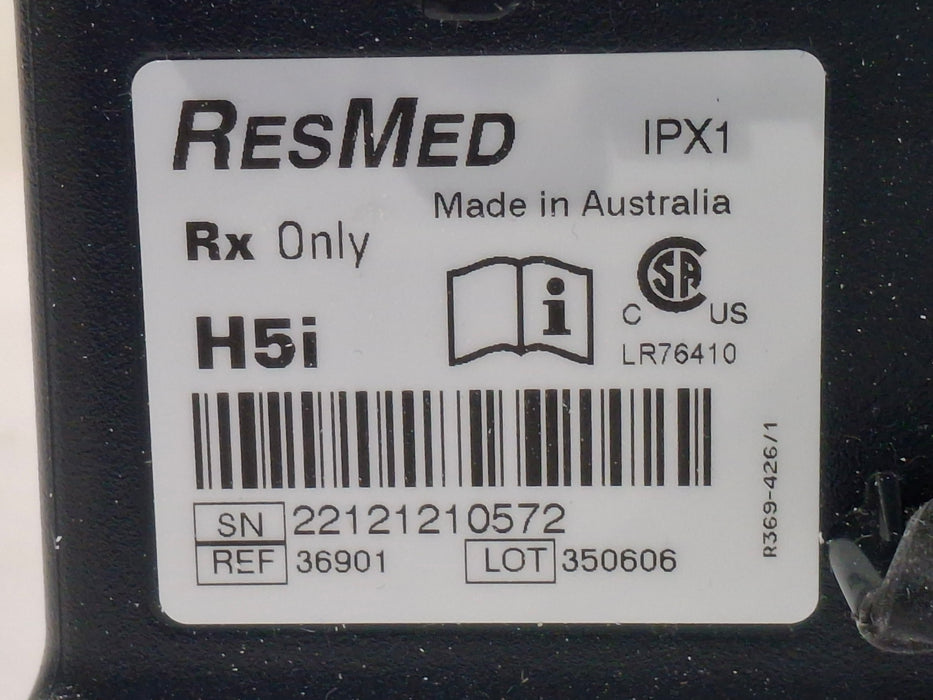 RESMED
IPX1
Made in Australia
Rx Only
H5i
i
SA
C US
LR76410
SN 22121210572
REF 36901
LOT 350606
R369-426/1